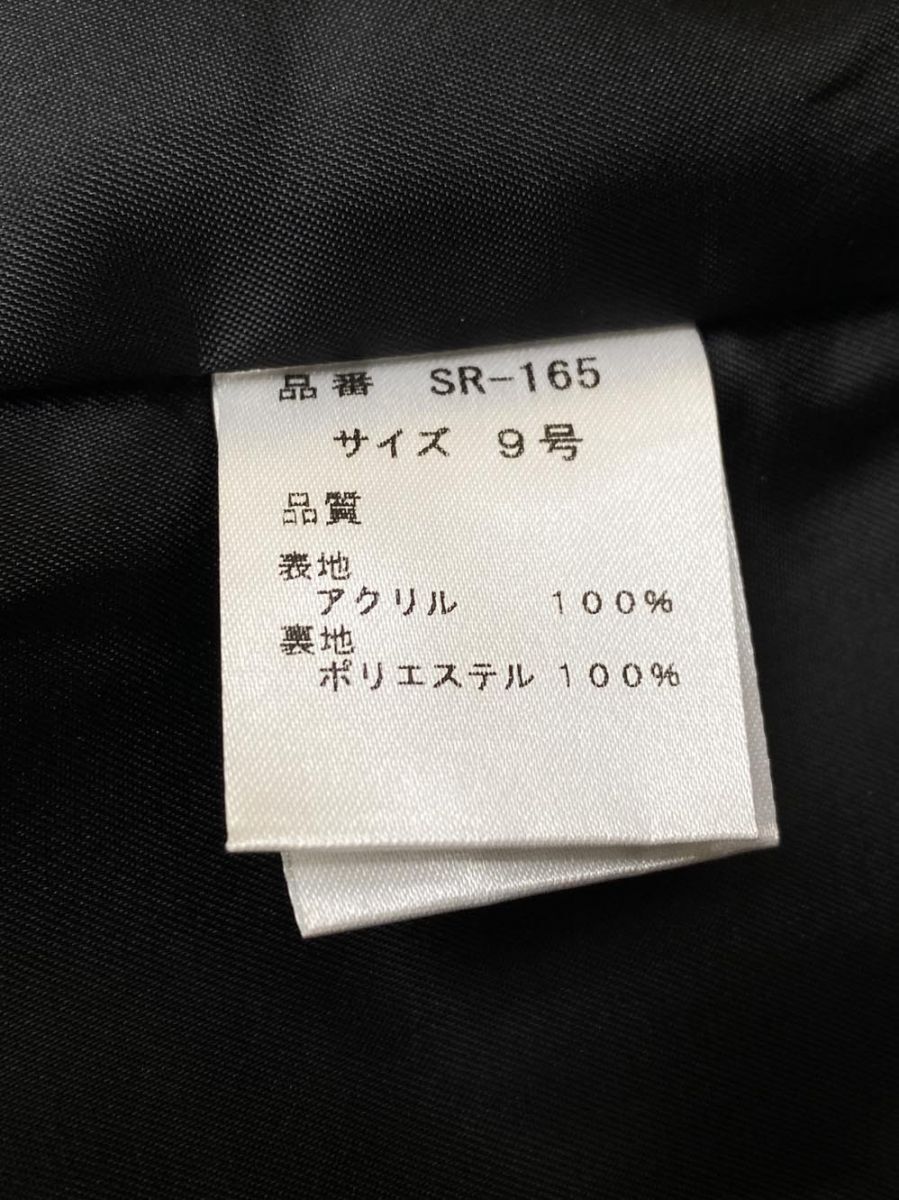 品番 SR-165
サイズ 9号
品質
表地
アクリル 100%
裏地
ポリエステル 100%